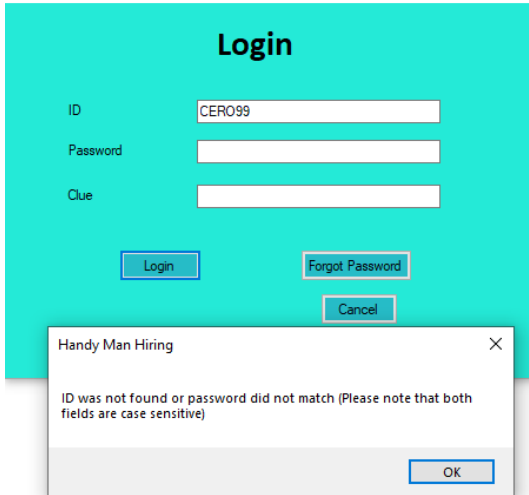 Login
ID
CERO99
Password
Clue
Login
Forgot Password
Cancel
Handy Man Hiring
ID was not found or password did not match (Please note that both
fields are case sensitive)
OK